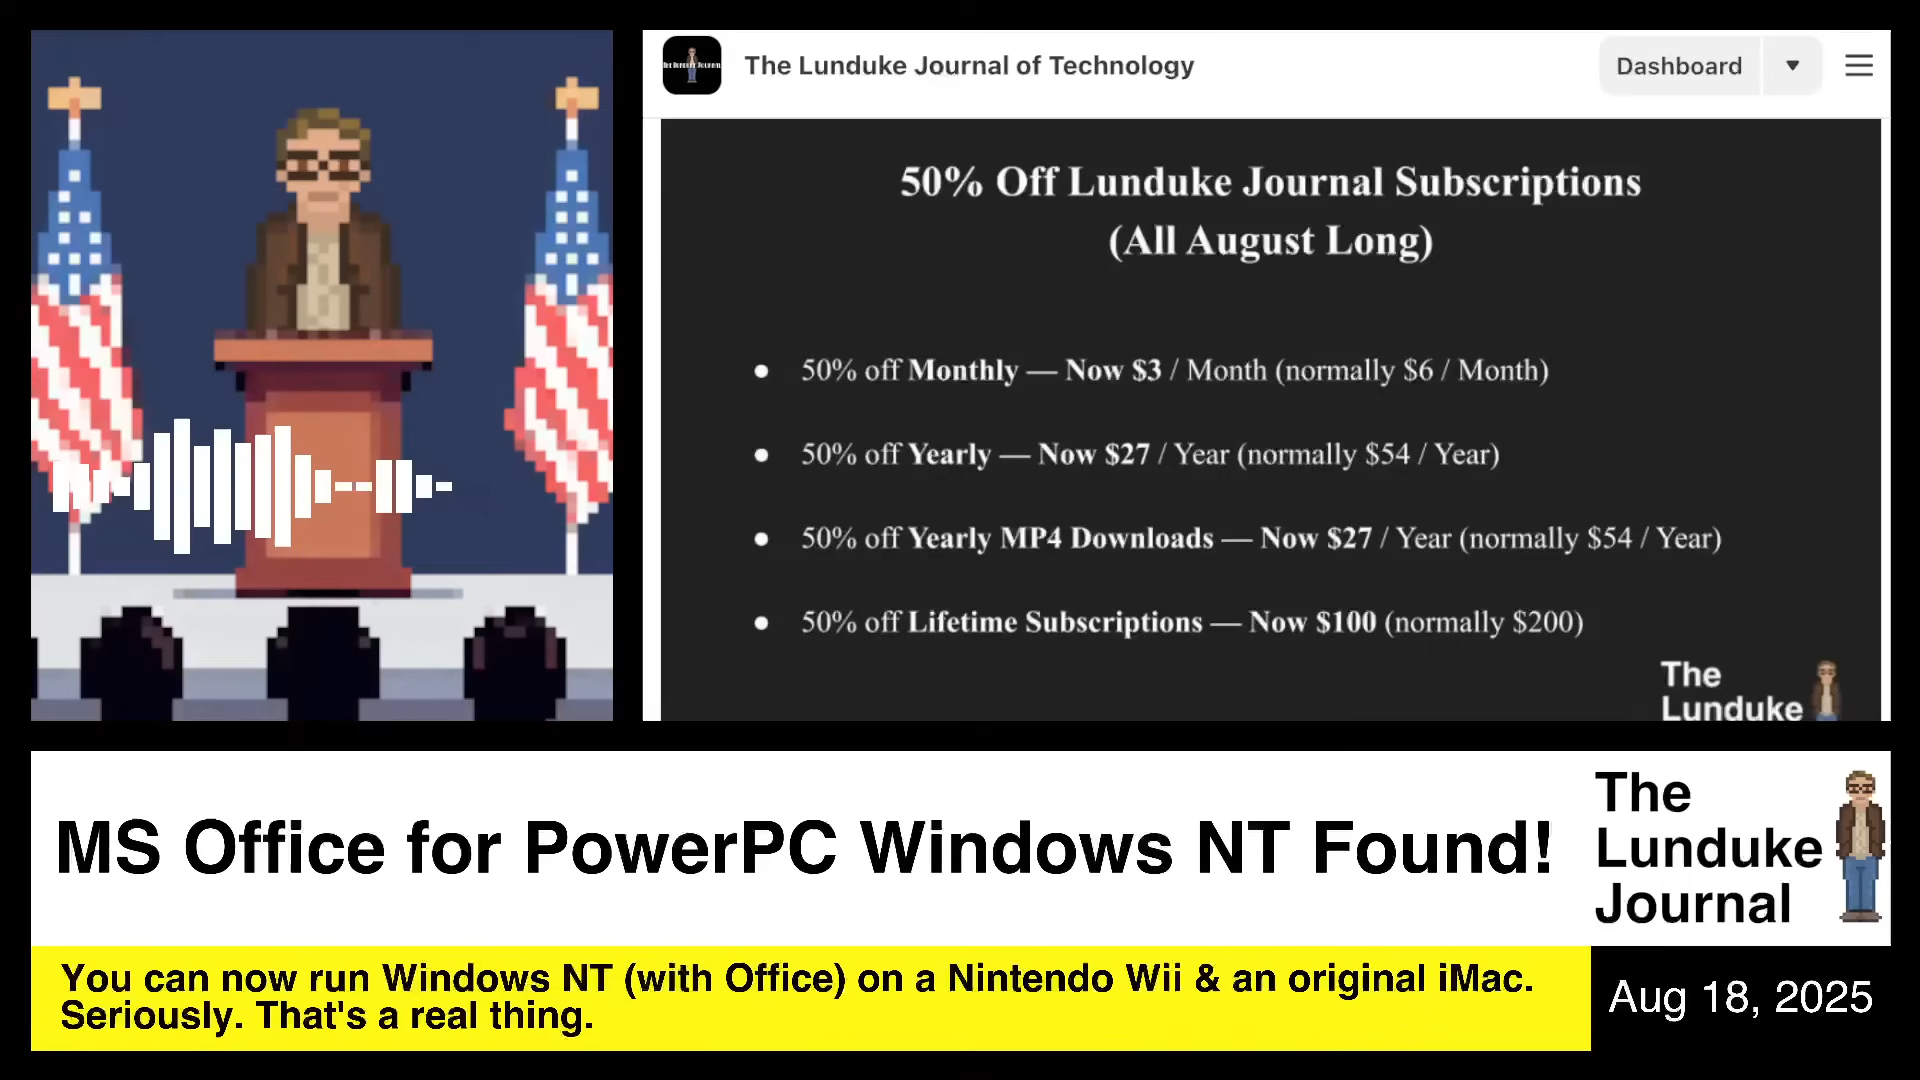 The Lunduke Journal of Technology
Dashboard
50% Off Lunduke Journal Subscriptions
(All August Long)
• 50% off Monthly — Now $3 / Month (normally $6 / Month)
• 50% off Yearly — Now $27 / Year (normally $54 / Year)
• 50% off Yearly MP4 Downloads — Now $27 / Year (normally $54 / Year)
• 50% off Lifetime Subscriptions — Now $100 (normally $200)
The
Lunduke
MS Office for PowerPC Windows NT Found!
The
Lunduke
Journal
You can now run Windows NT (with Office) on a Nintendo Wii & an original iMac.
Seriously. That's a real thing.
Aug 18, 2025